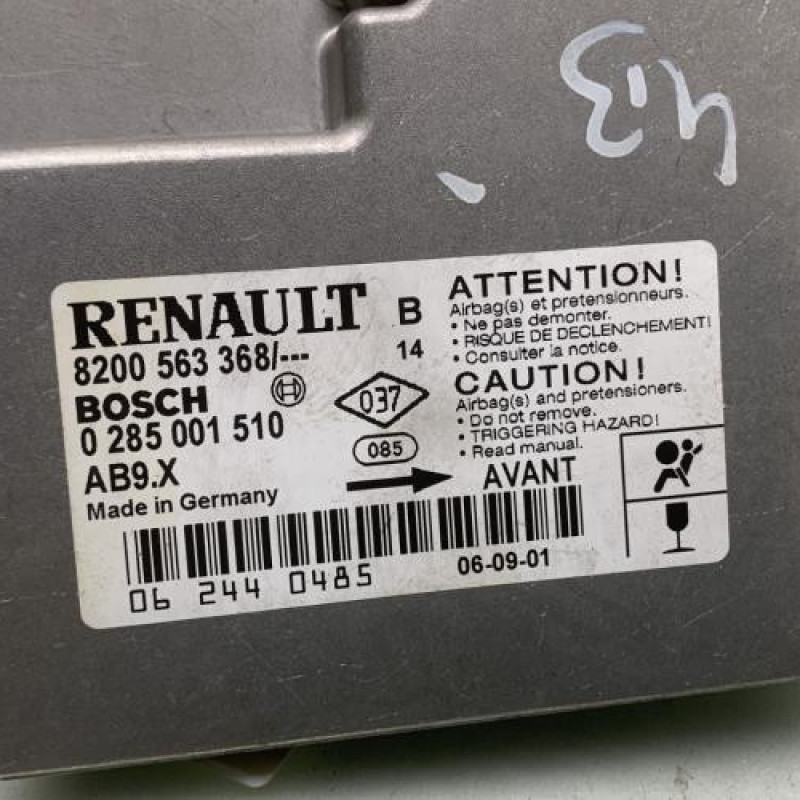 413
RENAULT B
8200 563 368/--- 14
BOSCH
037
0 285 001 510
085
AB9.X
Made in Germany
ATTENTION!
Airbag(s) et pretensionneurs.
• Ne pas demonter.
• RISQUE DE DECLENCHEMENT!
• Consulter la notice.
CAUTION!
Airbag(s) and pretensioners.
• Do not remove.
• TRIGGERING HAZARD!
• Read manual.
AVANT
06 244 0485
06-09-01